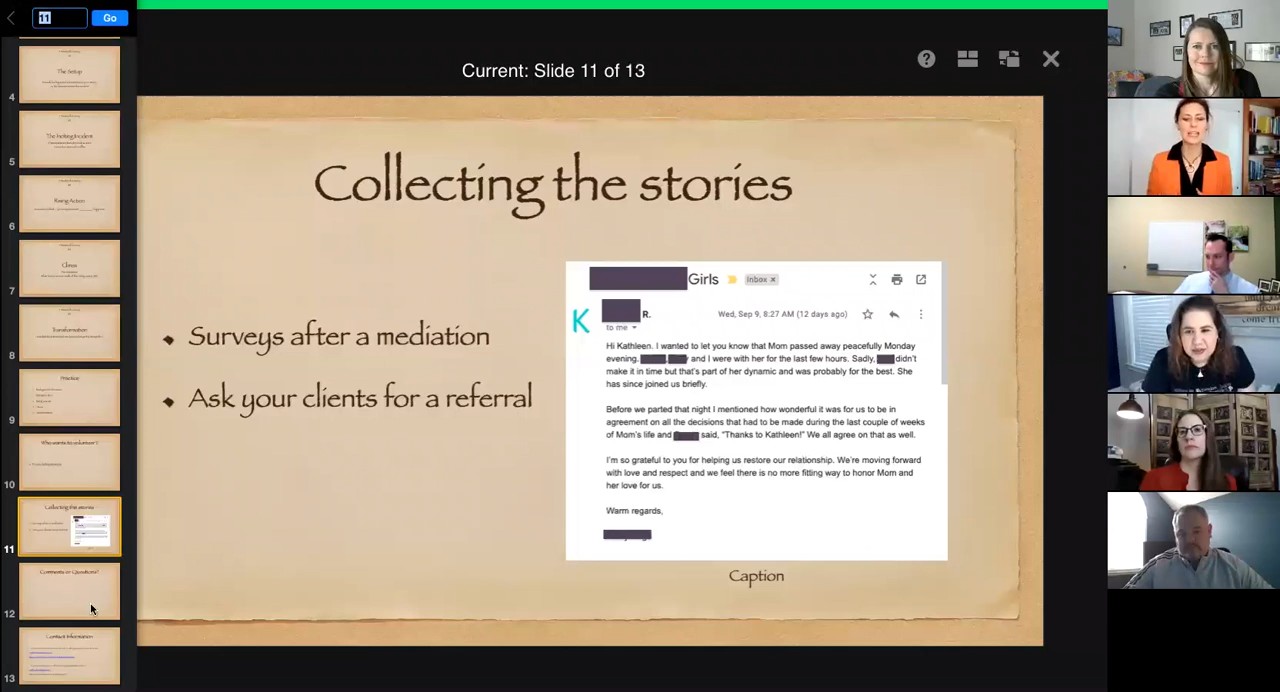 11
Go
Current: Slide 11 of 13
The Setup
4
The Inciting Incident
5
Rising Action
6
Climax
7
Transformation
8
Practice
9
Who wants to volunteer?
10
Collecting the stories
11
Comments or Questions?
12
Contact Information
13
Collecting the stories
Surveys after a mediation
Ask your clients for a referral
Girls Inbox x
K
R. Wed, Sep 9, 8:27 AM (12 days ago)
to me
Hi Kathleen. I wanted to let you know that Mom passed away peacefully Monday
evening. and I were with her for the last few hours. Sadly, didn't
make it in time but that's part of her dynamic and was probably for the best. She
has since joined us briefly.
Before we parted that night I mentioned how wonderful it was for us to be in
agreement on all the decisions that had to be made during the last couple of weeks
of Mom's life and said, "Thanks to Kathleen!" We all agree on that as well.
I'm so grateful to you for helping us restore our relationship. We're moving forward
with love and respect and we feel there is no more fitting way to honor Mom and
her love for us.
Warm regards,
Caption